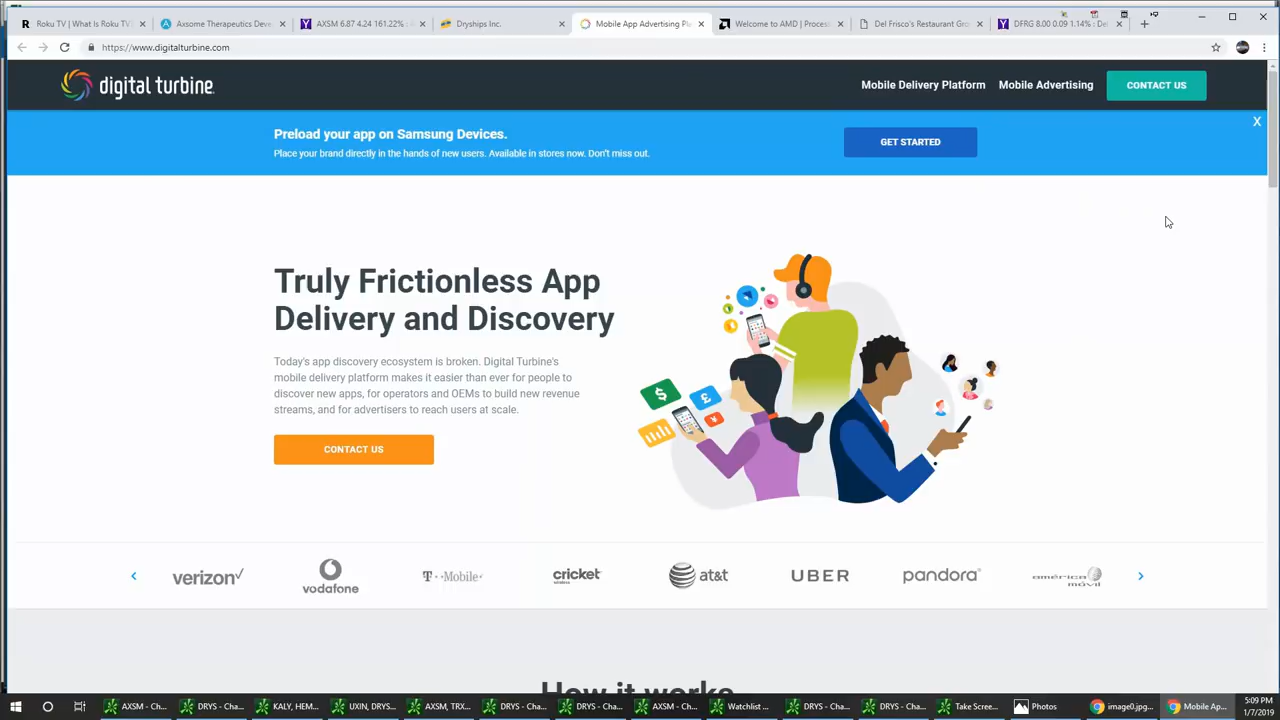 Roku TV | What Is Roku TV
Axsome Therapeutics Deve
AXSM 6.87 4.24 161.22% :
Dryships Inc.
Mobile App Advertising Pl
Welcome to AMD | Process
Del Frisco's Restaurant Gro
DFRG 8.00 0.09 1.14% : De
https://www.digitalturbine.com
digital turbine
Mobile Delivery Platform
Mobile Advertising
CONTACT US
Preload your app on Samsung Devices.
Place your brand directly in the hands of new users. Available in stores now. Don't miss out.
GET STARTED
X
Truly Frictionless App
Delivery and Discovery
Today's app discovery ecosystem is broken. Digital Turbine's
mobile delivery platform makes it easier than ever for people to
discover new apps, for operators and OEMs to build new revenue
streams, and for advertisers to reach users at scale.
CONTACT US
verizon
vodafone
T··Mobile·
cricket
wireless
at&t
UBER
pandora
américa
móvil
How it works
AXSM - Ch...
DRYS - Cha...
KALY, HEM...
UXIN, DRYS...
AXSM, TRX...
DRYS - Cha...
DRYS - Cha...
AXSM - Ch...
Watchlist ...
DRYS - Cha...
DRYS - Cha...
Take Scree...
Photos
image0.jpg...
Mobile Ap...
5:09 PM
1/7/2019